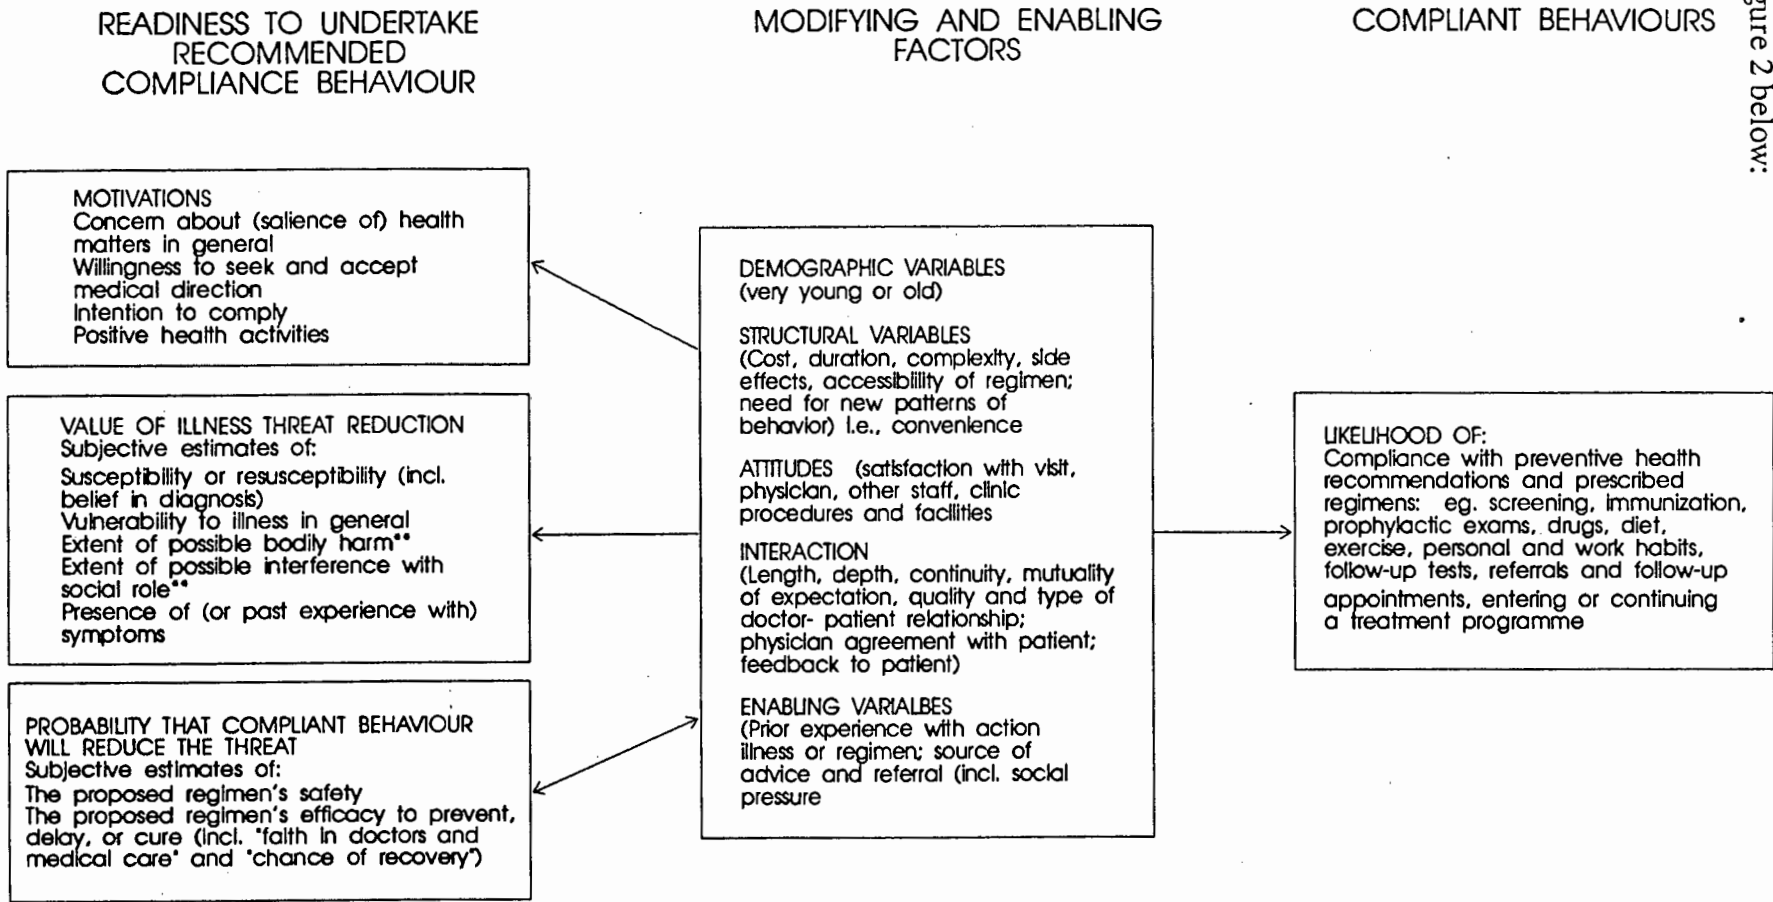 READINESS TO UNDERTAKE
RECOMMENDED
COMPLIANCE BEHAVIOUR
MODIFYING AND ENABLING
FACTORS
COMPLIANT BEHAVIOURS
gure 2 below:
MOTIVATIONS
Concern about (salience of) health
matters in general
Willingness to seek and accept
medical direction
Intention to comply
Positive health activities
VALUE OF ILLNESS THREAT REDUCTION
Subjective estimates of:
Susceptibility or resusceptibility (incl.
belief in diagnosis)
Vulnerability to illness in general
Extent of possible bodily harm**
Extent of possible interference with
social role**
Presence of (or past experience with)
symptoms
PROBABILITY THAT COMPLIANT BEHAVIOUR
WILL REDUCE THE THREAT
Subjective estimates of:
The proposed regimen's safety
The proposed regimen's efficacy to prevent,
delay, or cure (incl. "faith in doctors and
medical care" and "chance of recovery")
DEMOGRAPHIC VARIABLES
(very young or old)
STRUCTURAL VARIABLES
(Cost, duration, complexity, side
effects, accessibility of regimen;
need for new patterns of
behavior) i.e., convenience
ATTITUDES (satisfaction with visit,
physician, other staff, clinic
procedures and facilities
INTERACTION
(Length, depth, continuity, mutuality
of expectation, quality and type of
doctor- patient relationship;
physician agreement with patient;
feedback to patient)
ENABLING VARIALBES
(Prior experience with action
illness or regimen; source of
advice and referral (incl. social
pressure
LIKELIHOOD OF:
Compliance with preventive health
recommendations and prescribed
regimens: eg. screening, immunization,
prophylactic exams, drugs, diet,
exercise, personal and work habits,
follow-up tests, referrals and follow-up
appointments, entering or continuing
a treatment programme